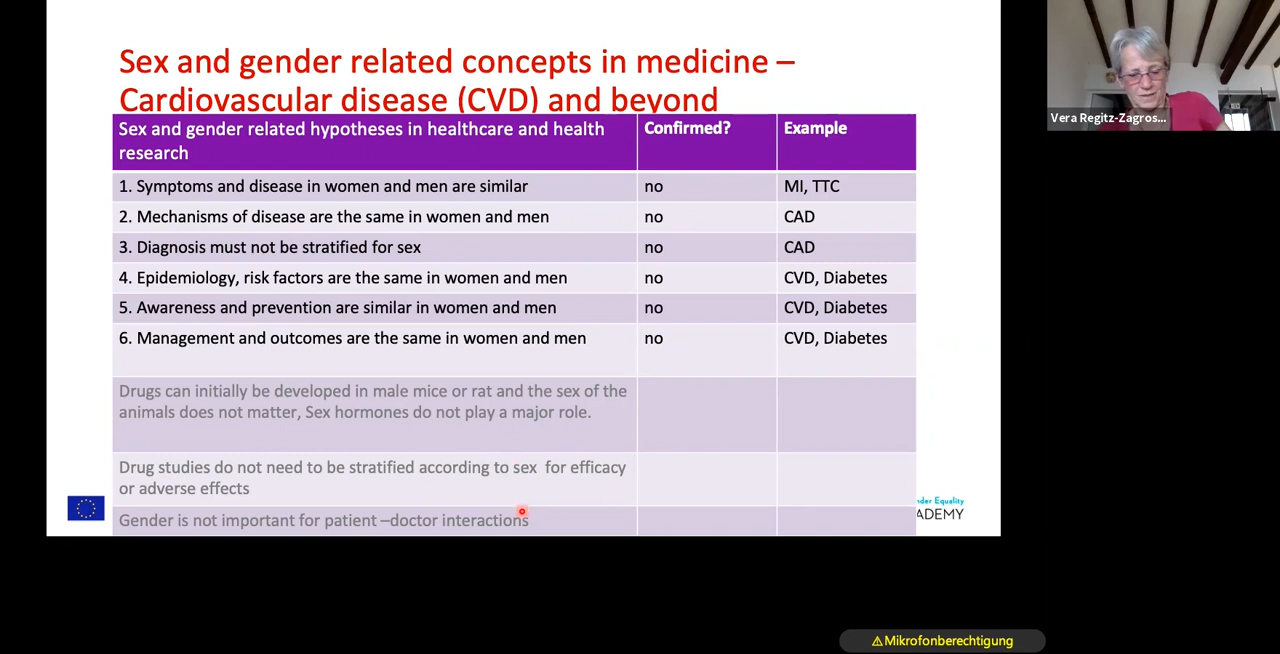 Sex and gender related concepts in medicine –
Cardiovascular disease (CVD) and beyond
Sex and gender related hypotheses in healthcare and health
research
Confirmed?
Example
1. Symptoms and disease in women and men are similar
no
MI, TTC
2. Mechanisms of disease are the same in women and men
no
CAD
3. Diagnosis must not be stratified for sex
no
CAD
4. Epidemiology, risk factors are the same in women and men
no
CVD, Diabetes
5. Awareness and prevention are similar in women and men
no
CVD, Diabetes
6. Management and outcomes are the same in women and men
no
CVD, Diabetes
Drugs can initially be developed in male mice or rat and the sex of the
animals does not matter, Sex hormones do not play a major role.
Drug studies do not need to be stratified according to sex for efficacy
or adverse effects
Gender is not important for patient –doctor interactions
nder Equality
ADEMY
Vera Regitz-Zagros...
⚠Mikrofonberechtigung